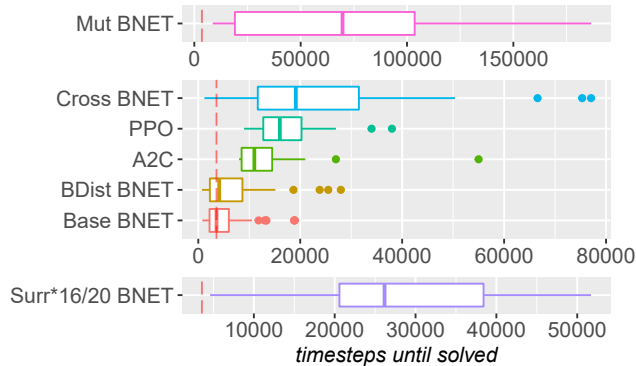 Mut BNET
0 50000 100000 150000
Cross BNET
PPO
A2C
BDist BNET
Base BNET
0 20000 40000 60000 80000
Surr*16/20 BNET
10000 20000 30000 40000 50000
timesteps until solved